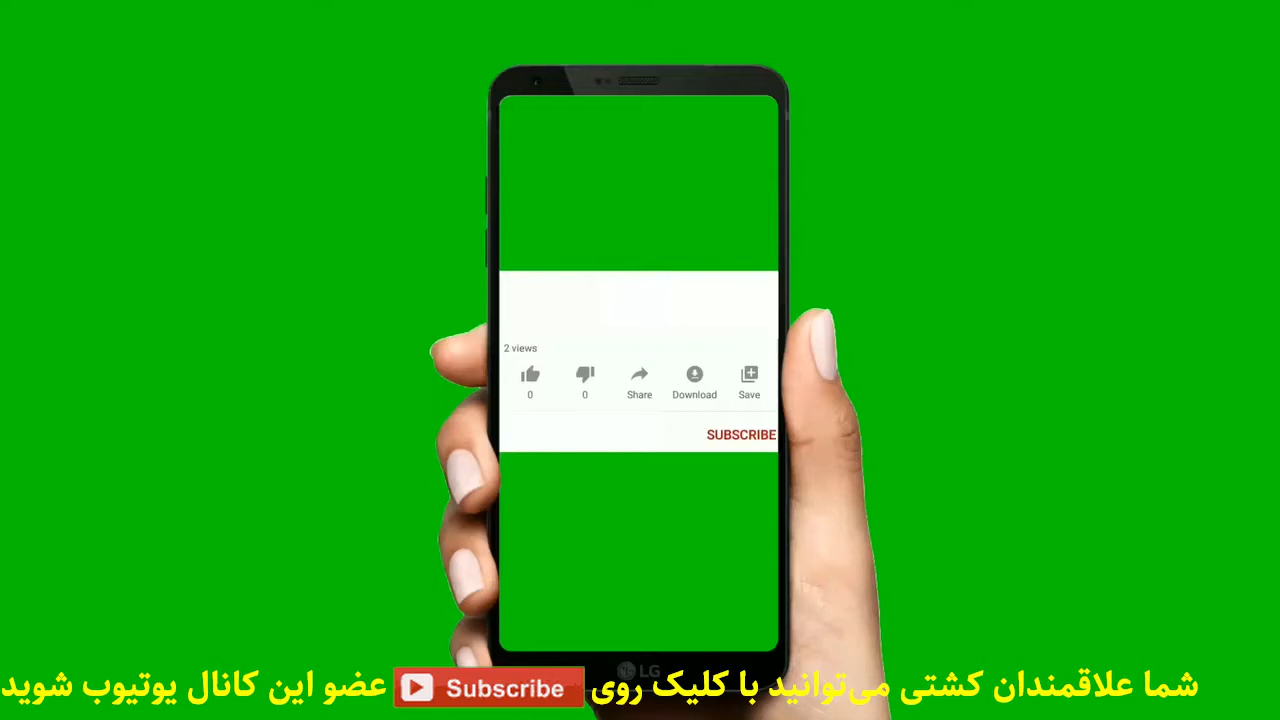 2 views
0 0 Share Download Save
SUBSCRIBE
LG
شما علاقمندان کشتی می‌توانید با کلیک روی Subscribe عضو این کانال یوتیوب شوید